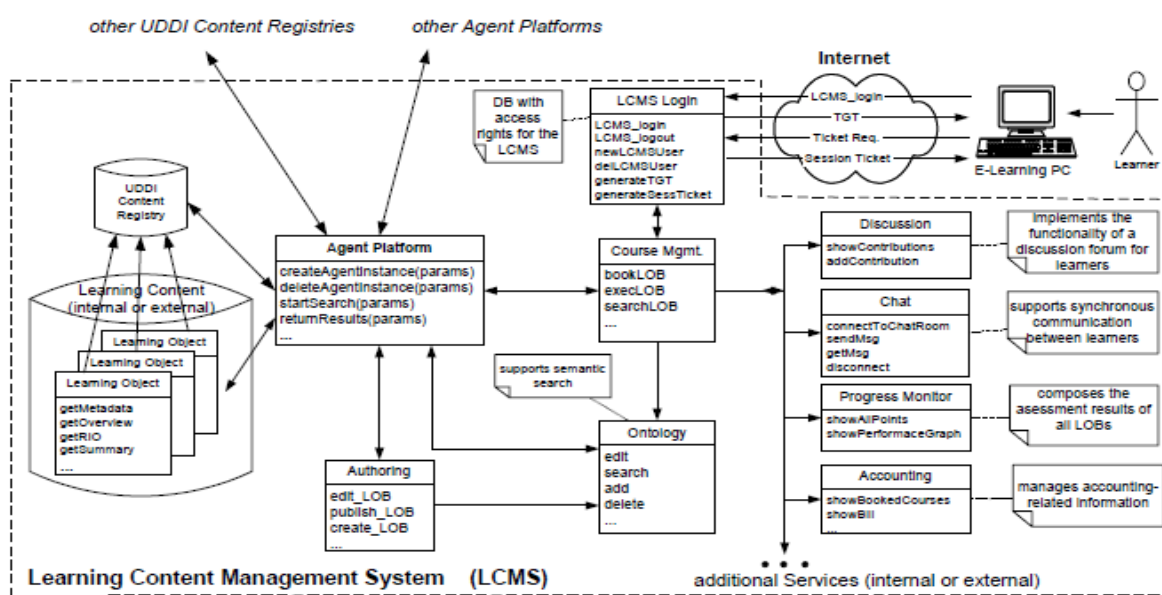 other UDDI Content Registries
other Agent Platforms
Internet
DB with
access
rights for the
LCMS
LCMS Login
LCMS_login
LCMS_logout
newLCMSUser
delLCMSUser
generateTGT
generateSessTicket
LCMS_login
TGT
Ticket Req.
Session Ticket
E-Learning PC
Learner
UDDI
Content
Registry
Agent Platform
createAgentInstance(params)
deleteAgentInstance(params)
startSearch(params)
returnResults(params)
...
Course Mgmt.
bookLOB
execLOB
searchLOB
...
Discussion
showContributions
addContribution
implements the
functionality of a
discussion forum for
learners
Learning Content
(internal or external)
Learning Object
Learning Object
Learning Object
getMetadata
getOverview
getRIO
getSummary
...
Chat
connectToChatRoom
sendMsg
getMsg
disconnect
supports synchronous
communication
between learners
supports semantic
search
Progress Monitor
showAllPoints
showPerformaceGraph
composes the
asessment results of
all LOBs
Ontology
edit
search
add
delete
...
Authoring
edit_LOB
publish_LOB
create_LOB
...
Accounting
showBookedCourses
showBill
...
manages accounting-
related information
Learning Content Management System (LCMS)
additional Services (internal or external)